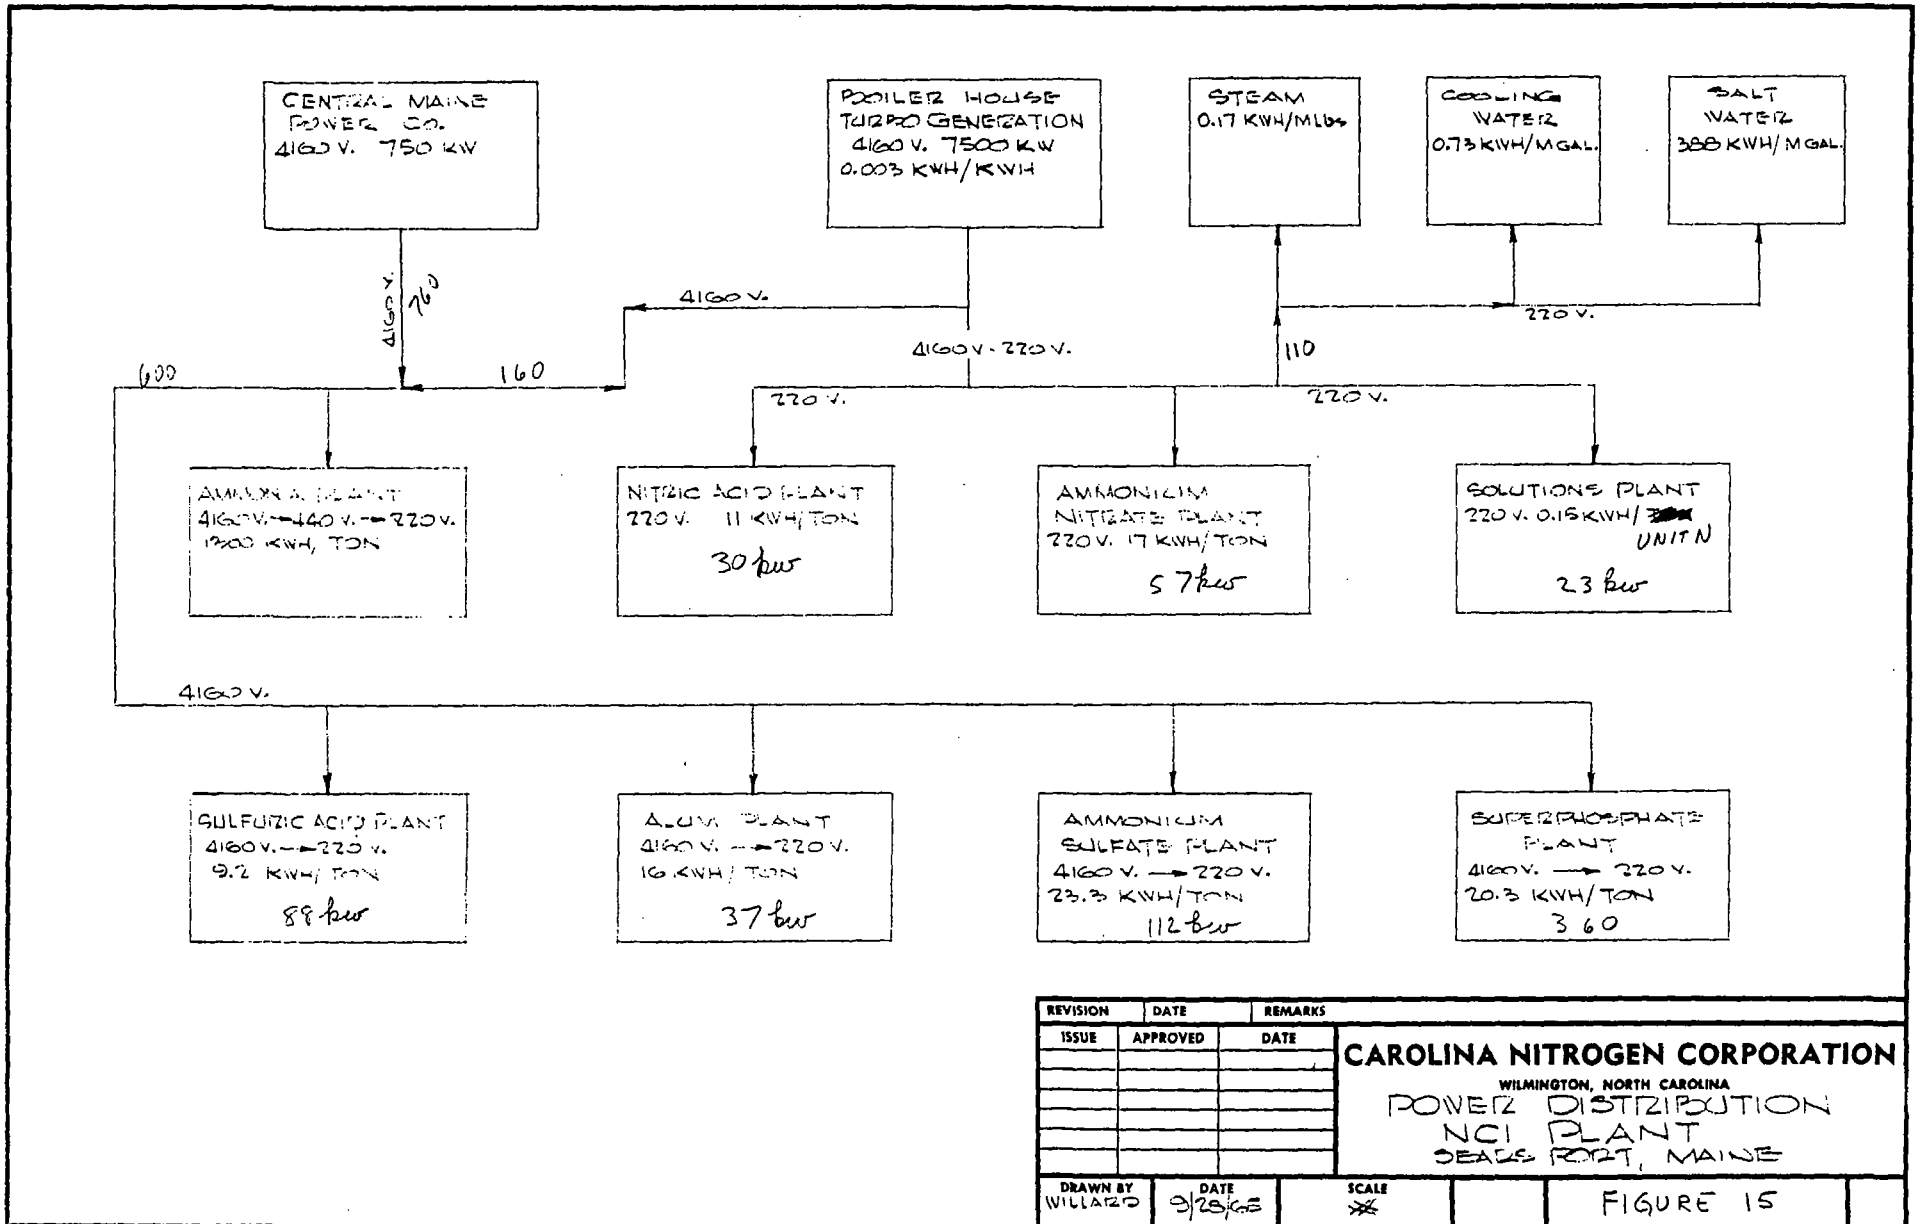 CENTRAL MAINE
POWER CO.
4160 V. 750 KW
BOILER HOUSE
TURBO GENERATION
4160 V. 7500 KW
0.003 KWH/KWH
STEAM
0.17 KWH/MLbs
COOLING
WATER
0.73 KWH/MGAL.
SALT
WATER
388 KWH/MGAL.
4160 V.
760
4160 V.
4160 V - 220 V.
110
220 V.
600
160
220 V.
220 V.
AMMONIA PLANT
4160 V. → 440 V. → 220 V.
1300 KWH/TON
NITRIC ACID PLANT
220 V. 11 KWH/TON
30 kw
AMMONIUM
NITRATE PLANT
220 V. 17 KWH/TON
57 kw
SOLUTIONS PLANT
220 V. 0.15 KWH/
UNIT N
23 kw
4160 V.
SULFURIC ACID PLANT
4160 V. → 220 V.
9.2 KWH/TON
kw
ALUM PLANT
4160 V. → 220 V.
16 KWH/TON
37 kw
AMMONIUM
SULFATE PLANT
4160 V. → 220 V.
23.3 KWH/TON
112 kw
SUPERPHOSPHATE
PLANT
4160 V. → 220 V.
20.3 KWH/TON
360
REVISION DATE REMARKS
ISSUE APPROVED DATE
CAROLINA NITROGEN CORPORATION
WILMINGTON, NORTH CAROLINA
POWER DISTRIBUTION
NCI PLANT
SEARS PORT, MAINE
DRAWN BY
WILLARD
DATE
9/28/65
SCALE
FIGURE 15